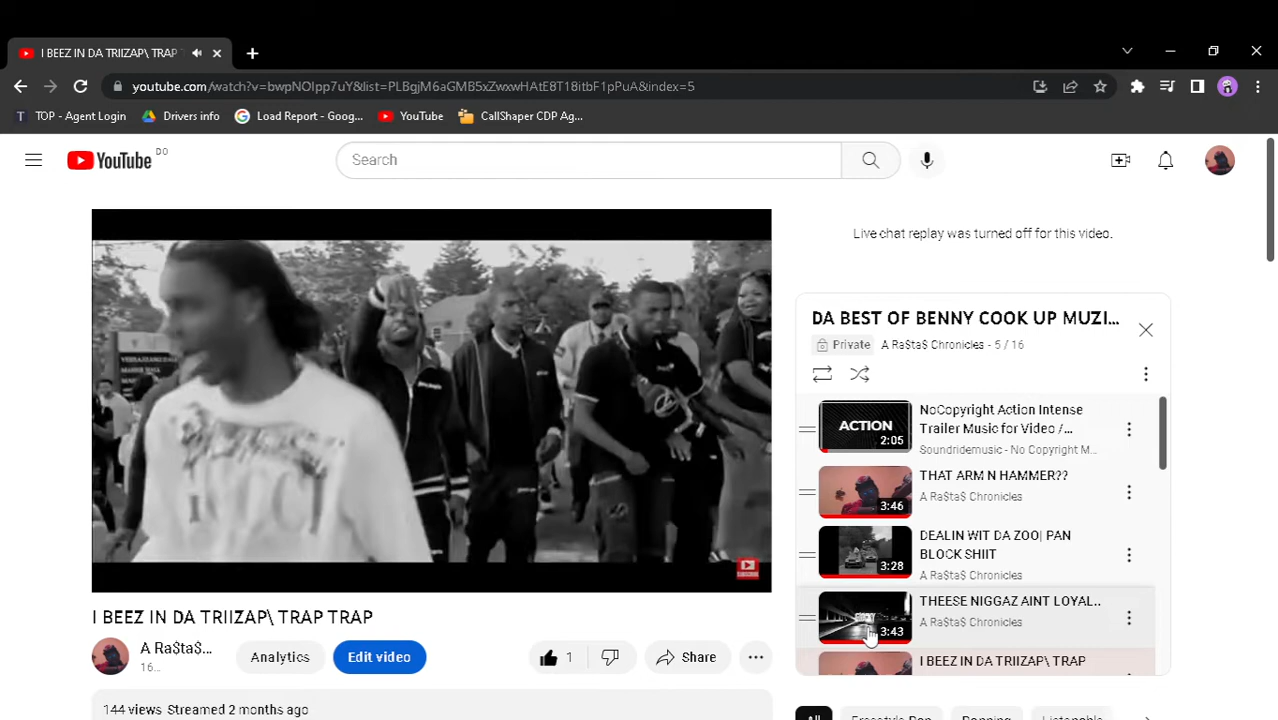 I BEEZ IN DA TRIIZAP\ TRAP
youtube.com/watch?v=bwpNOIpp7uY&list=PLBgjM6aGMB5xZwxwHAtE8T18itbF1pPuA&index=5
TOP - Agent Login
Drivers info
Load Report - Goog...
YouTube
CallShaper CDP Ag...
YouTube DO
Search
Live chat replay was turned off for this video.
DA BEST OF BENNY COOK UP MUZI...
Private A Ra$ta$ Chronicles - 5 / 16
ACTION
2:05
NoCopyright Action Intense
Trailer Music for Video /...
Soundridemusic - No Copyright M...
3:46
THAT ARM N HAMMER??
A Ra$ta$ Chronicles
3:28
DEALIN WIT DA ZOO| PAN
BLOCK SHIIT
A Ra$ta$ Chronicles
3:43
THEESE NIGGAZ AINT LOYAL..
A Ra$ta$ Chronicles
I BEEZ IN DA TRIIZAP\ TRAP
SUBSCRIBE
I BEEZ IN DA TRIIZAP\ TRAP TRAP
A Ra$ta$...
16...
Analytics
Edit video
1
Share
144 views Streamed 2 months ago
All
Freestyle Rap
Rapping
Listenable